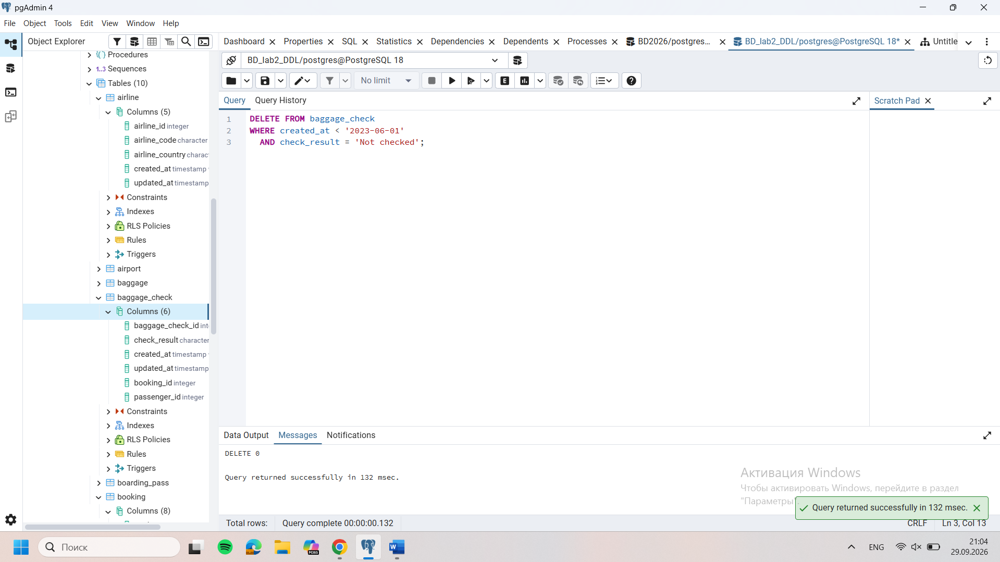 pgAdmin 4
File Object Tools Edit View Window Help
Object Explorer
Dashboard Properties SQL Statistics Dependencies Dependents Processes BD2026/postgres... BD_lab2_DDL/postgres@PostgreSQL 18* Untitle
BD_lab2_DDL/postgres@PostgreSQL 18
No limit
E
Query Query History
Scratch Pad
1 DELETE FROM baggage_check
2 WHERE created_at < '2023-06-01'
3 AND check_result = 'Not checked';
{} Procedures
1..3 Sequences
Tables (10)
airline
Columns (5)
airline_id integer
airline_code character
airline_country charac
created_at timestamp
updated_at timestamp
Constraints
Indexes
RLS Policies
Rules
Triggers
airport
baggage
baggage_check
Columns (6)
baggage_check_id int
check_result character
created_at timestamp
updated_at timestamp
booking_id integer
passenger_id integer
Constraints
Indexes
RLS Policies
Rules
Triggers
boarding_pass
booking
Columns (8)
Data Output Messages Notifications
DELETE 0
Query returned successfully in 132 msec.
Активация Windows
Чтобы активировать Windows, перейдите в раздел
"Параметры".
Query returned successfully in 132 msec.
Total rows: Query complete 00:00:00.132
CRLF Ln 3, Col 13
Поиск
M365
ENG
21:04
29.09.2026